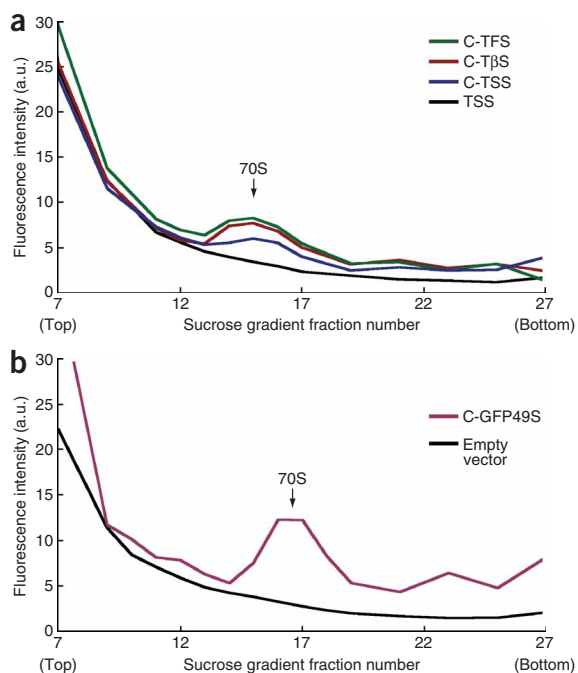 a
30
25
20
15
10
5
0
Fluorescence intensity (a.u.)
C-TFS
C-TβS
C-TSS
TSS
70S
7 12 17 22 27
(Top) Sucrose gradient fraction number (Bottom)
b
30
25
20
15
10
5
0
Fluorescence intensity (a.u.)
C-GFP49S
Empty
vector
70S
7 12 17 22 27
(Top) Sucrose gradient fraction number (Bottom)